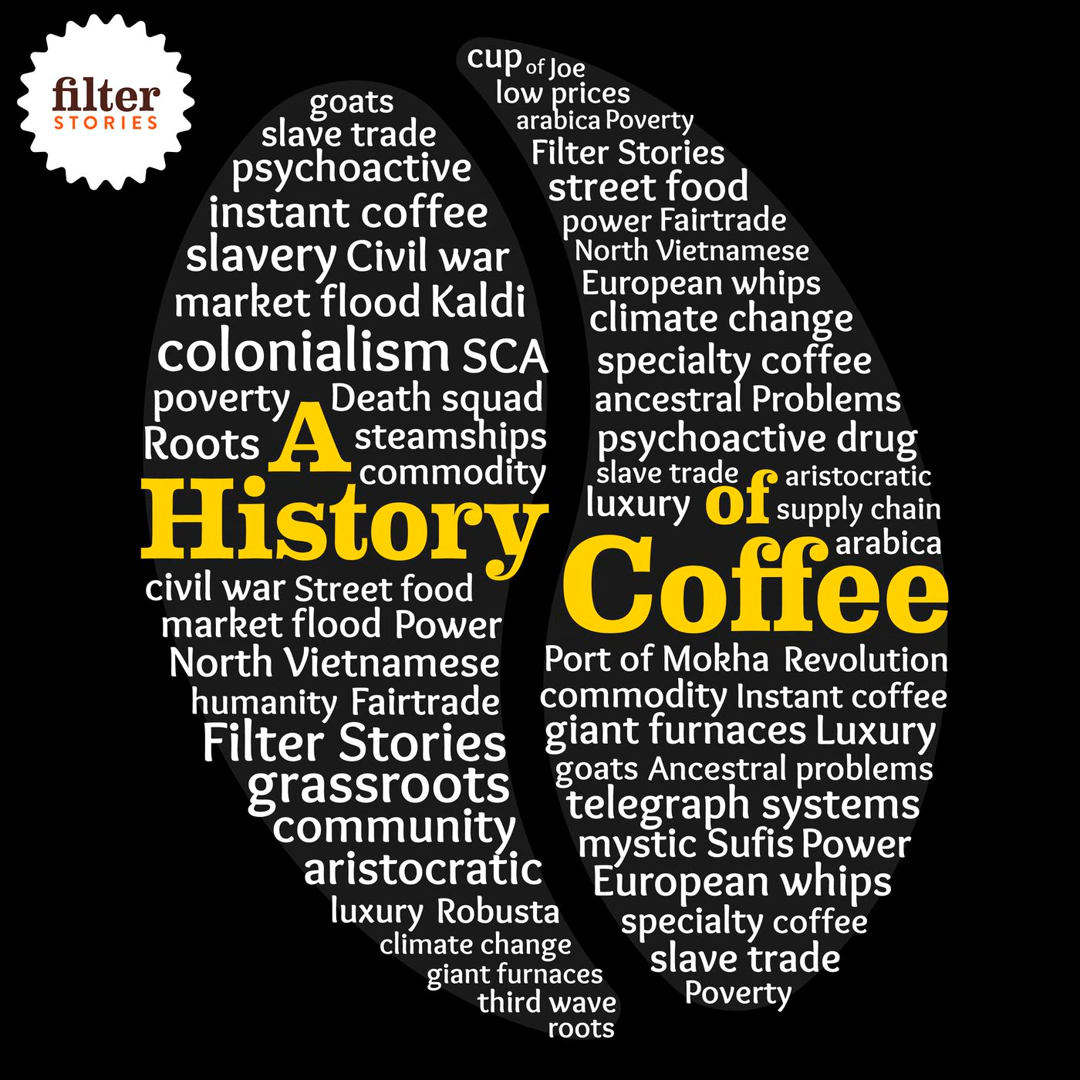 filter
STORIES
goats
slave trade
psychoactive
instant coffee
slavery Civil war
market flood Kaldi
colonialism SCA
poverty Death squad
Roots A steamships
commodity
History
civil war Street food
market flood Power
North Vietnamese
humanity Fairtrade
Filter Stories
grassroots
community
aristocratic
luxury Robusta
climate change
giant furnaces
third wave
roots
cup of Joe
low prices
arabica Poverty
Filter Stories
street food
power Fairtrade
North Vietnamese
European whips
climate change
specialty coffee
ancestral Problems
psychoactive drug
slave trade aristocratic
luxury of supply chain
arabica
Coffee
Port of Mokha Revolution
commodity Instant coffee
giant furnaces Luxury
goats Ancestral problems
telegraph systems
mystic Sufis Power
European whips
specialty coffee
slave trade
Poverty